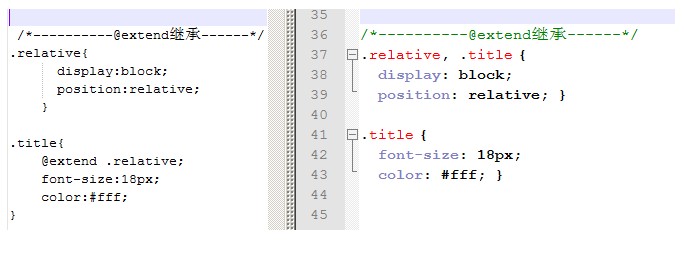 /*----------@extend继承------*/
.relative{
display:block;
position:relative;
}
.title{
@extend .relative;
font-size:18px;
color:#fff;
}
35
36 /*----------@extend继承------*/
37 .relative, .title {
38 display: block;
39 position: relative; }
40
41 .title {
42 font-size: 18px;
43 color: #fff; }
44
45